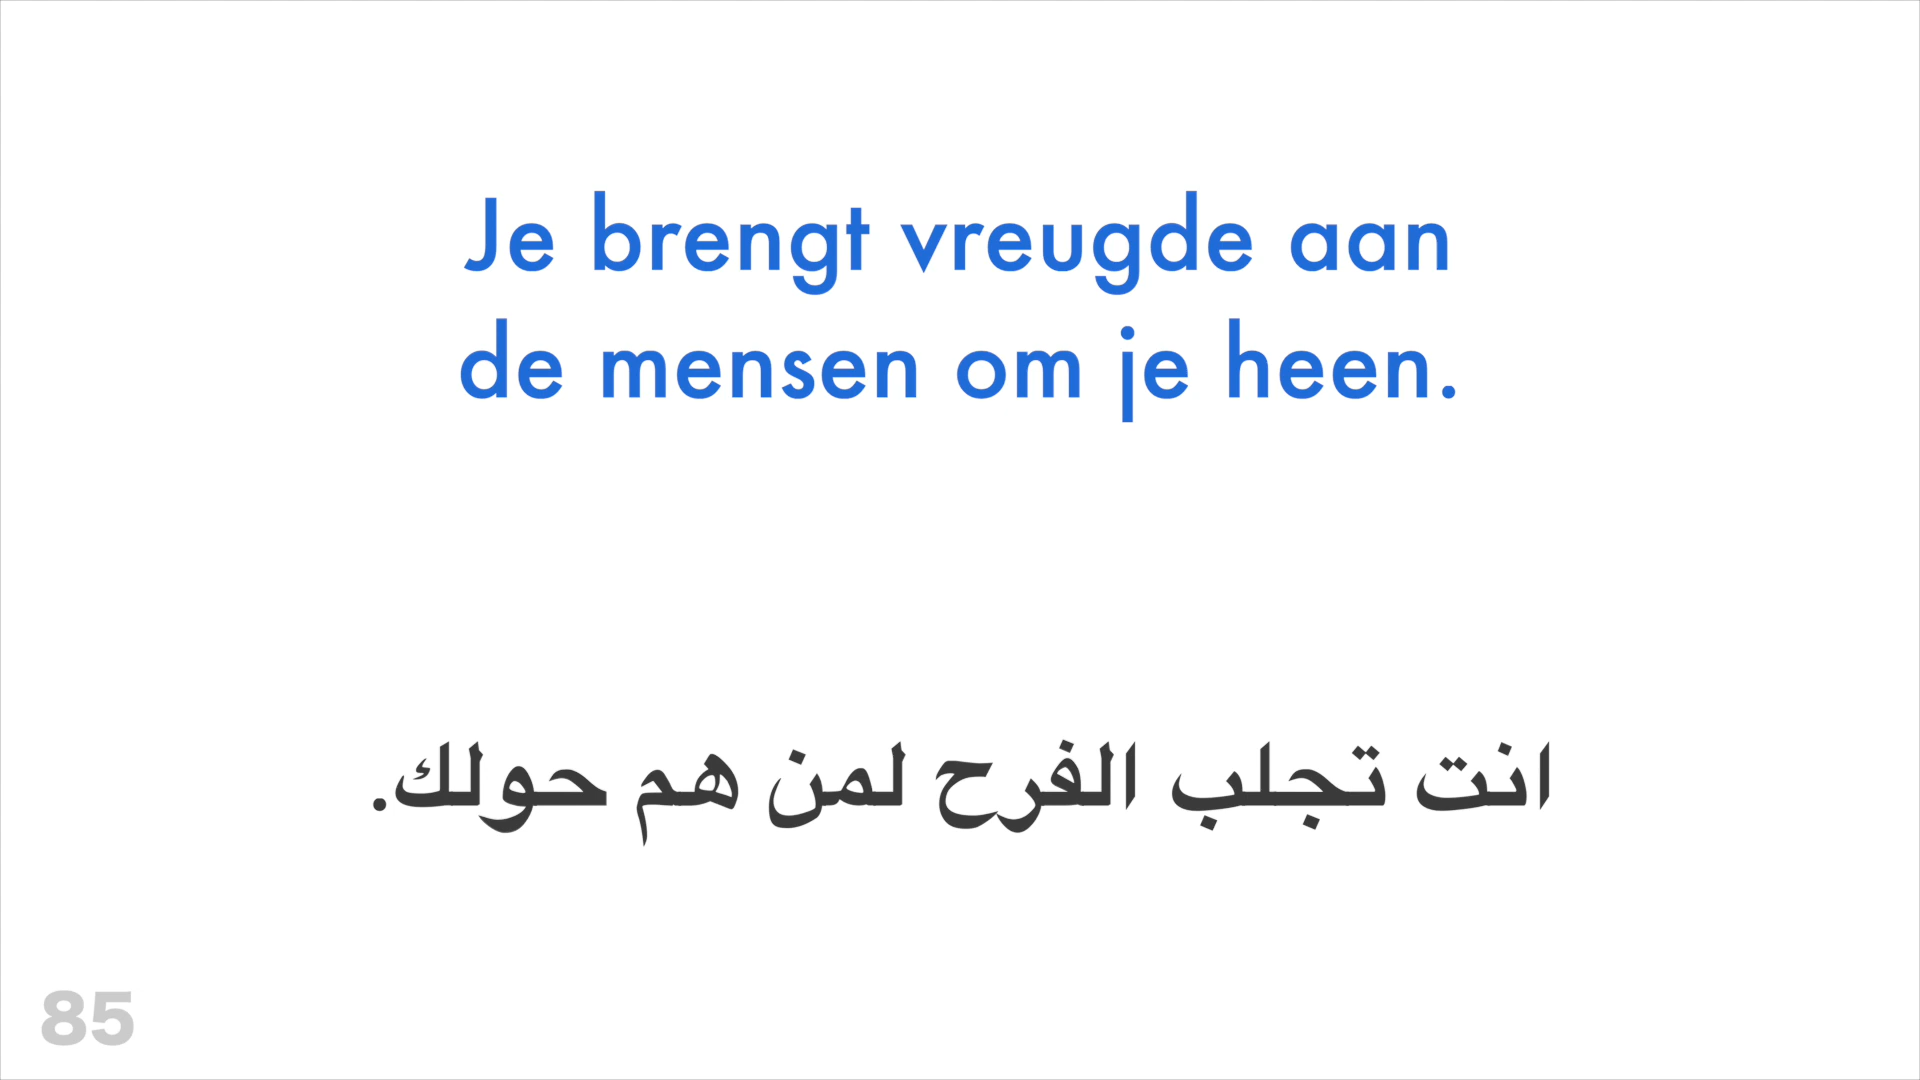 Je brengt vreugde aan
de mensen om je heen.
انت تجلب الفرح لمن هم حولك.
85